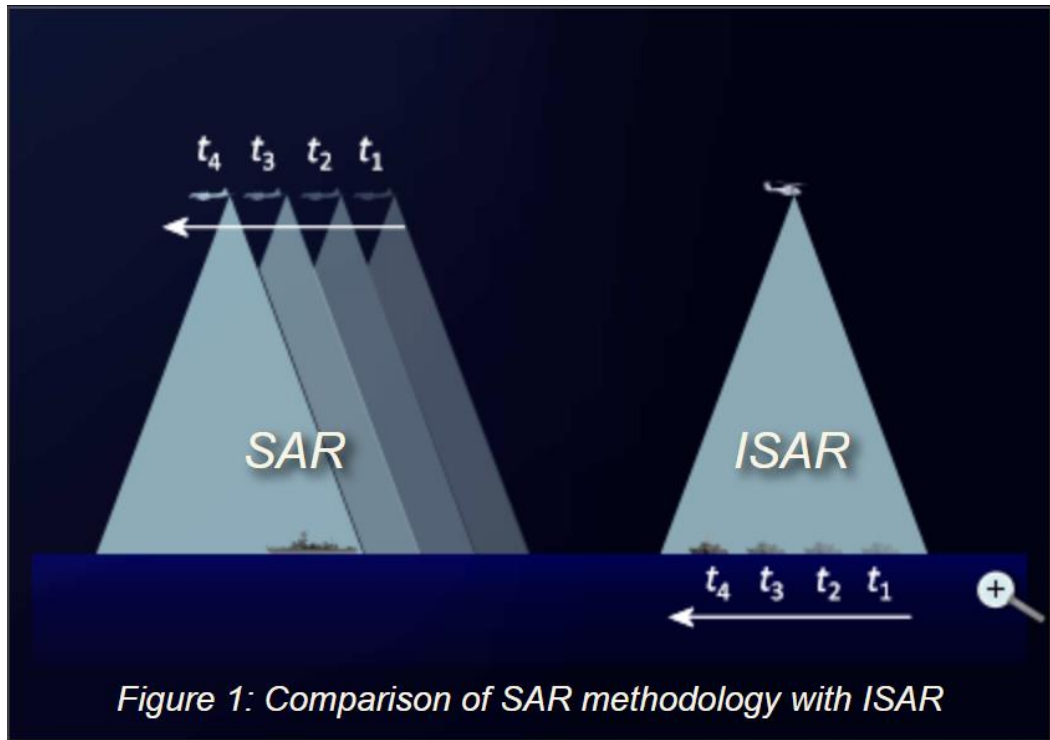 t4 t3 t2 t1
SAR
ISAR
t4 t3 t2 t1
Figure 1: Comparison of SAR methodology with ISAR